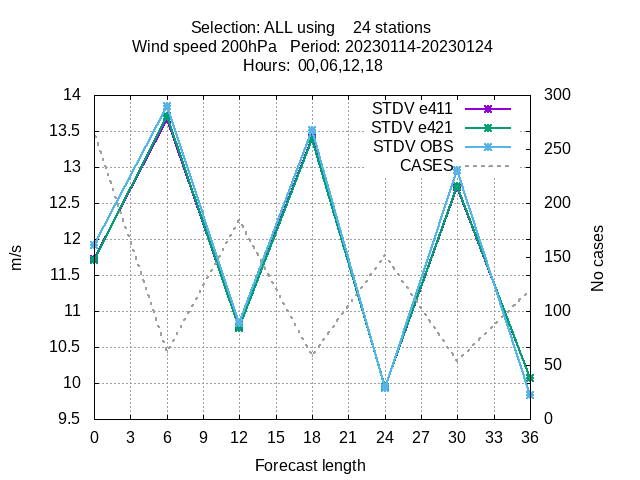 Selection: ALL using    24 stations
Wind speed 200hPa   Period: 20230114-20230124
Hours:  00,06,12,18
14
13.5
13
12.5
12
11.5
11
10.5
10
9.5
m/s
STDV e411
STDV e421
STDV OBS
CASES
300
250
200
150
100
50
0
No cases
0 3 6 9 12 15 18 21 24 27 30 33 36
Forecast length